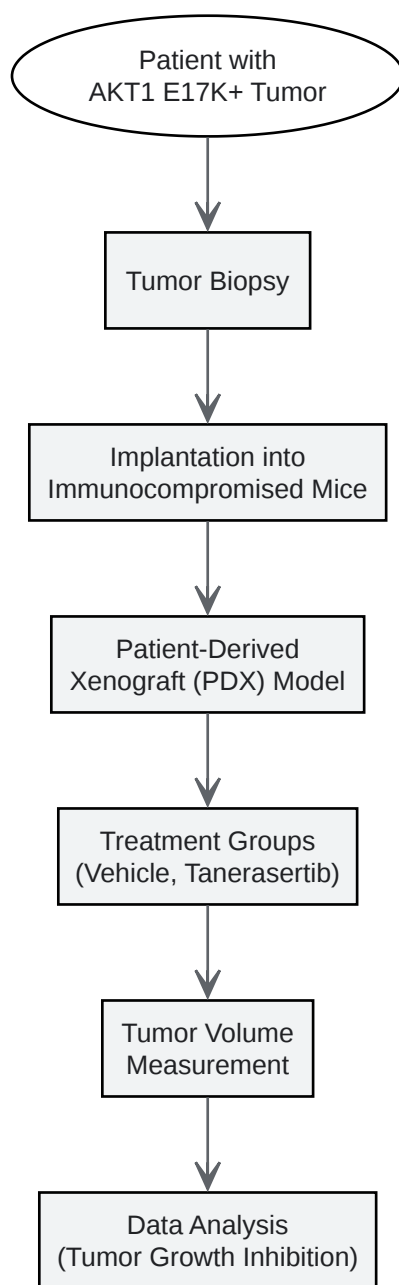 Patient with
AKT1 E17K+ Tumor
Tumor Biopsy
Implantation into
Immunocompromised Mice
Patient-Derived
Xenograft (PDX) Model
Treatment Groups
(Vehicle, Tanerasertib)
Tumor Volume
Measurement
Data Analysis
(Tumor Growth Inhibition)